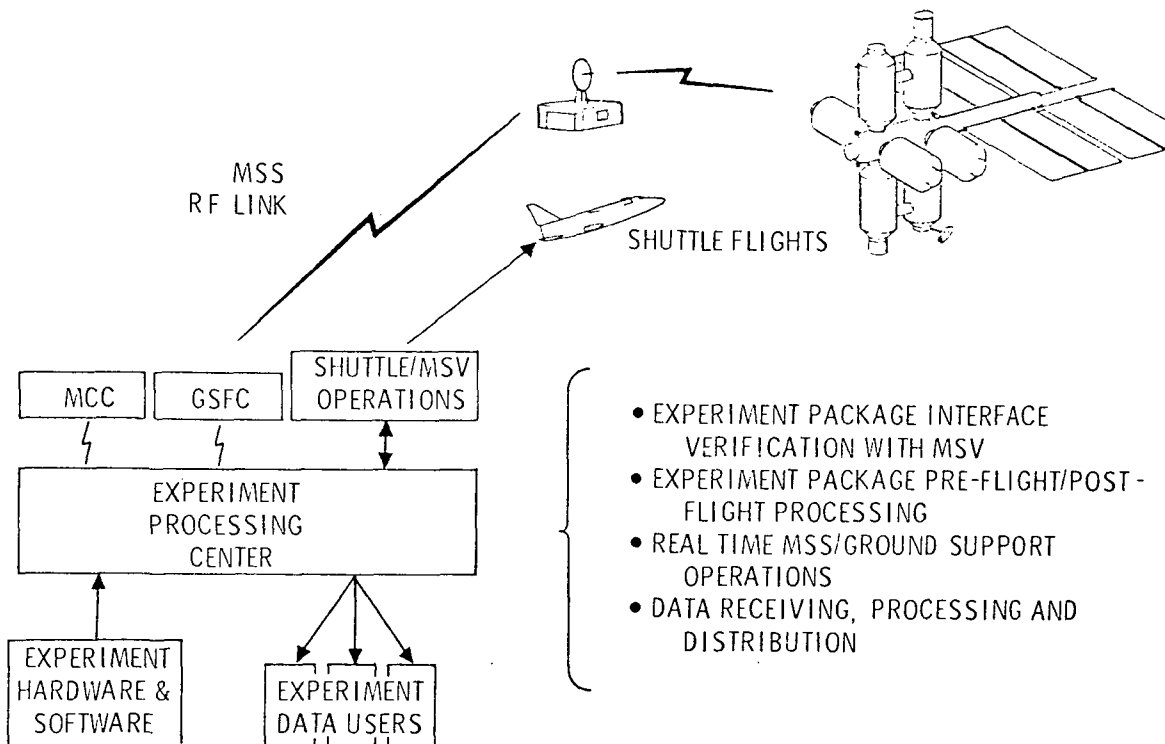 MSS
RF LINK
SHUTTLE FLIGHTS
MCC
GSFC
SHUTTLE/MSV
OPERATIONS
EXPERIMENT
PROCESSING
CENTER
EXPERIMENT
HARDWARE &
SOFTWARE
EXPERIMENT
DATA USERS
• EXPERIMENT PACKAGE INTERFACE
VERIFICATION WITH MSV
• EXPERIMENT PACKAGE PRE-FLIGHT/POST-
FLIGHT PROCESSING
• REAL TIME MSS/GROUND SUPPORT
OPERATIONS
• DATA RECEIVING, PROCESSING AND
DISTRIBUTION